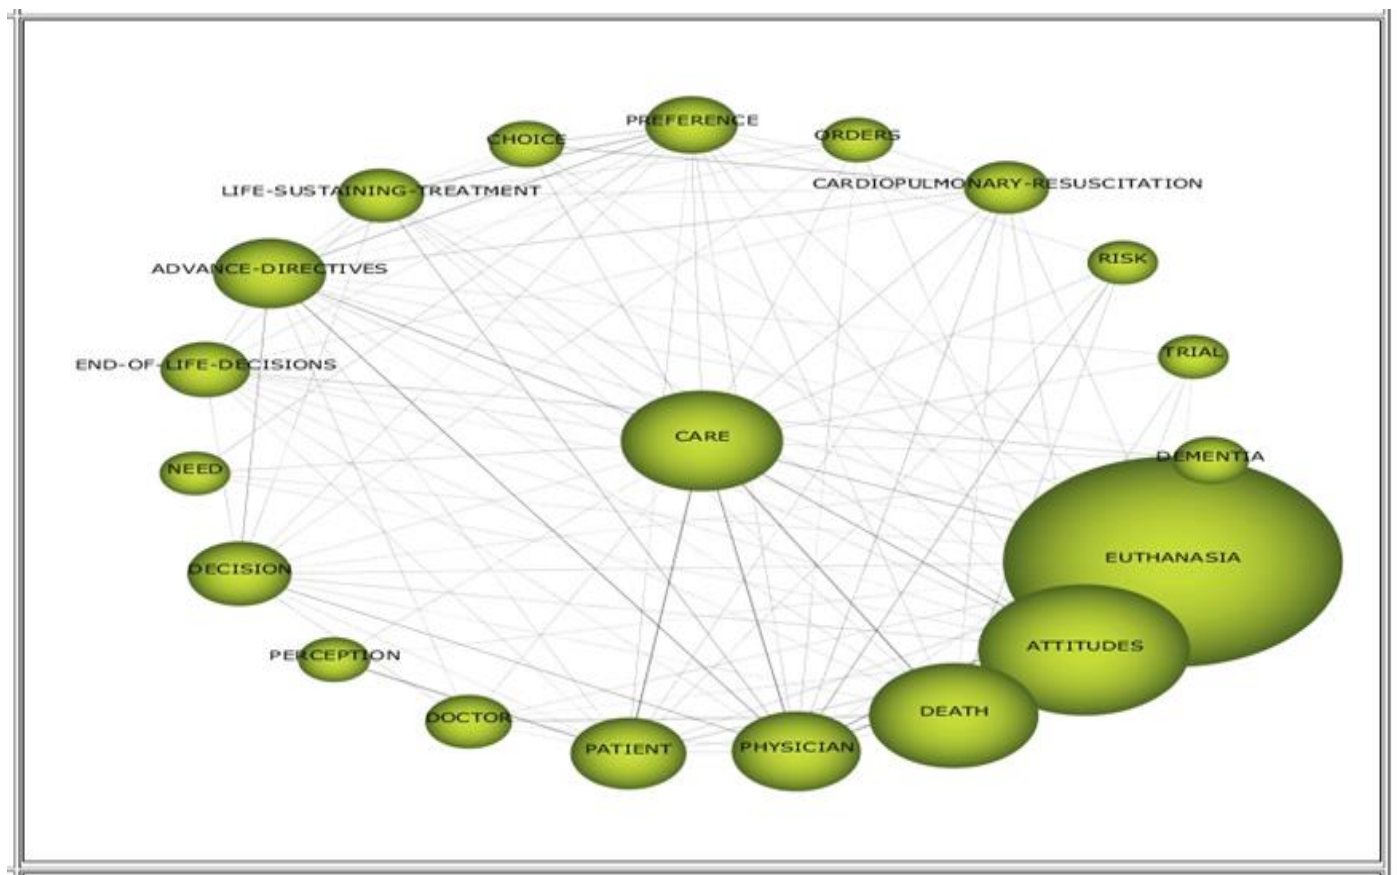 PREFERENCE
CHOICE
ORDERS
LIFE-SUSTAINING-TREATMENT
CARDIOPULMONARY-RESUSCITATION
ADVANCE-DIRECTIVES
RISK
END-OF-LIFE-DECISIONS
TRIAL
CARE
NEED
DEMENTIA
EUTHANASIA
DECISION
ATTITUDES
PERCEPTION
DEATH
DOCTOR
PATIENT
PHYSICIAN